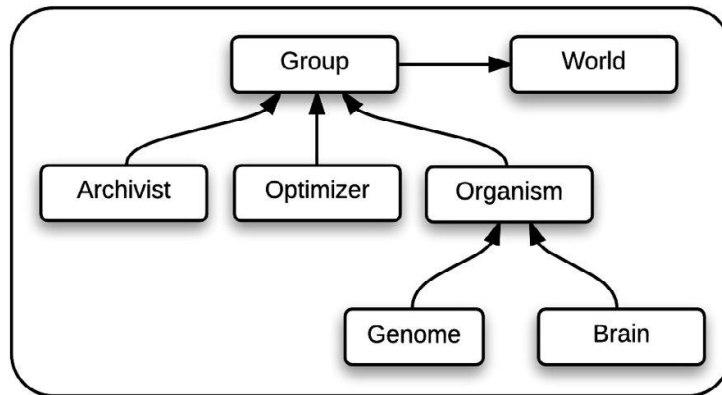 Group
World
Archivist
Optimizer
Organism
Genome
Brain